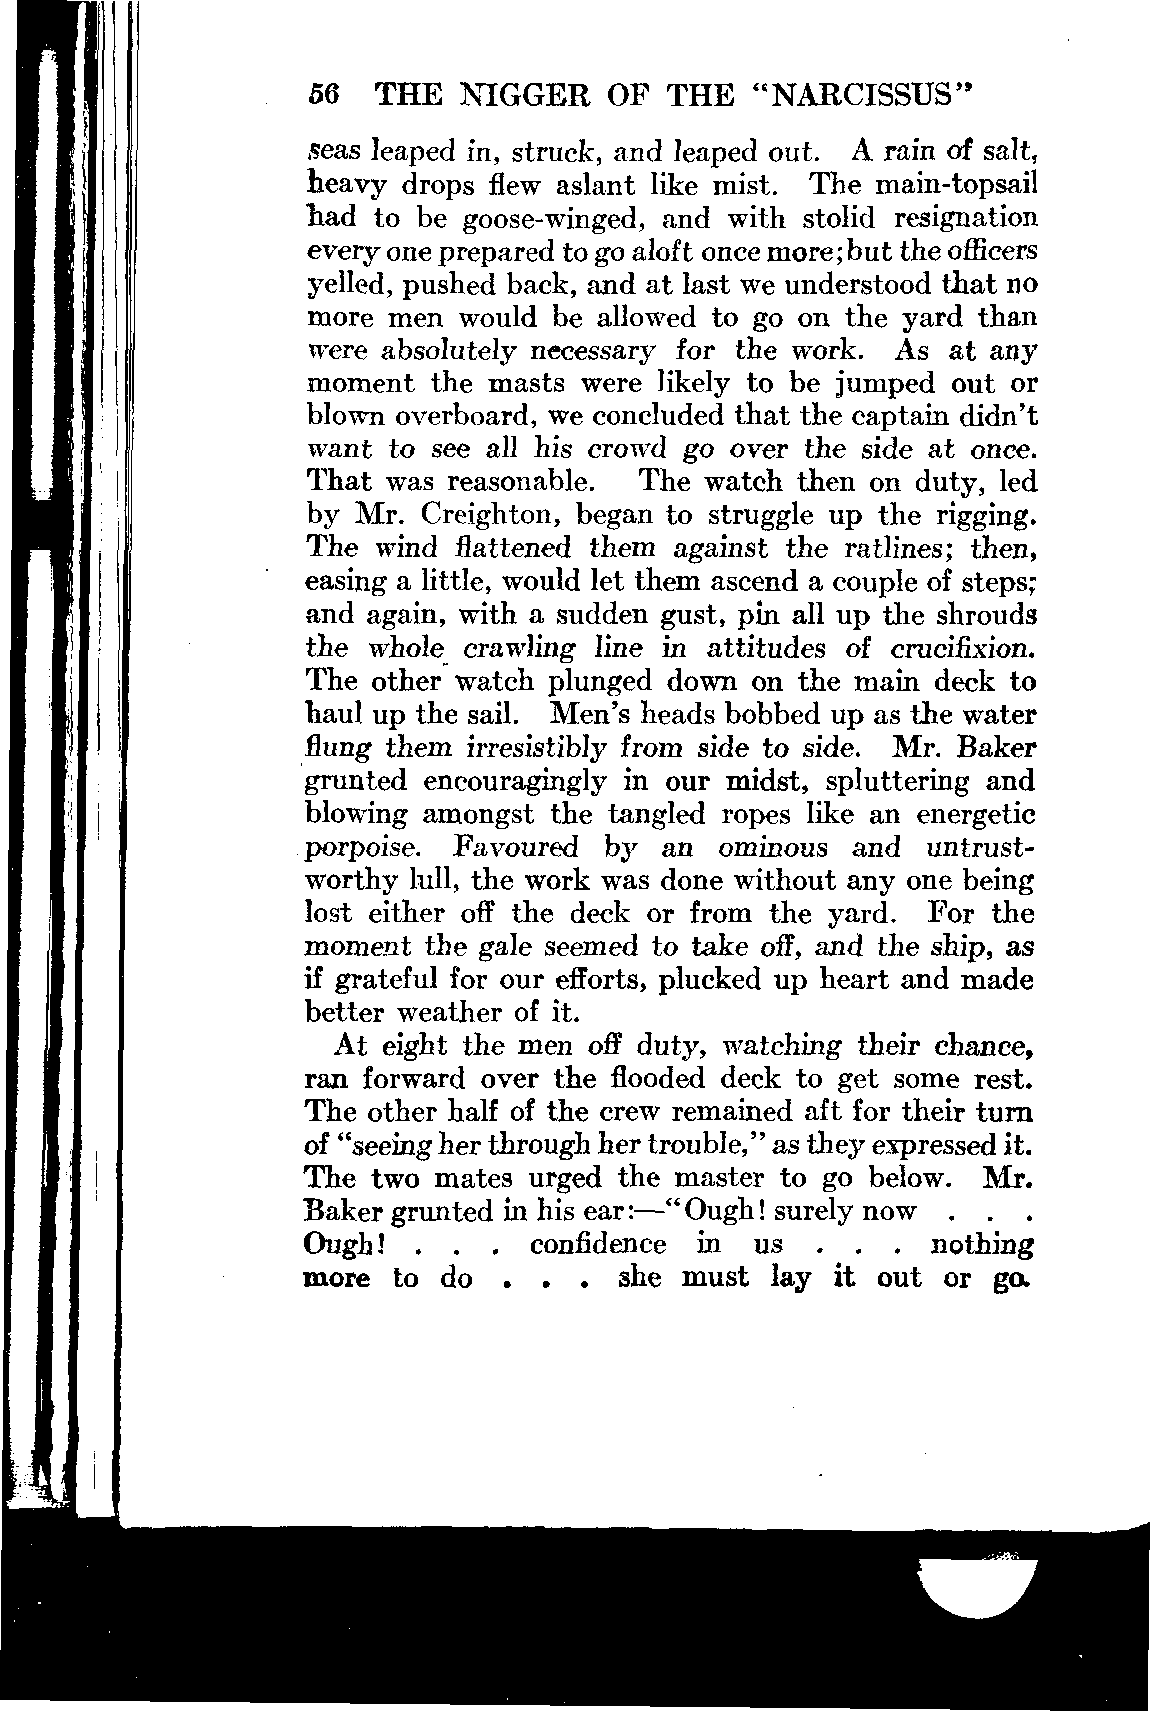 56 THE NIGGER OF THE "NARCISSUS"
seas leaped in, struck, and leaped out. A rain of salt,
heavy drops flew aslant like mist. The main-topsail
had to be goose-winged, and with stolid resignation
every one prepared to go aloft once more; but the officers
yelled, pushed back, and at last we understood that no
more men would be allowed to go on the yard than
were absolutely necessary for the work. As at any
moment the masts were likely to be jumped out or
blown overboard, we concluded that the captain didn't
want to see all his crowd go over the side at once.
That was reasonable. The watch then on duty, led
by Mr. Creighton, began to struggle up the rigging.
The wind flattened them against the ratlines; then,
easing a little, would let them ascend a couple of steps;
and again, with a sudden gust, pin all up the shrouds
the whole crawling line in attitudes of crucifixion.
The other watch plunged down on the main deck to
haul up the sail. Men's heads bobbed up as the water
flung them irresistibly from side to side. Mr. Baker
grunted encouragingly in our midst, spluttering and
blowing amongst the tangled ropes like an energetic
porpoise. Favoured by an ominous and untrust-
worthy lull, the work was done without any one being
lost either off the deck or from the yard. For the
moment the gale seemed to take off, and the ship, as
if grateful for our efforts, plucked up heart and made
better weather of it.
At eight the men off duty, watching their chance,
ran forward over the flooded deck to get some rest.
The other half of the crew remained aft for their turn
of "seeing her through her trouble," as they expressed it.
The two mates urged the master to go below. Mr.
Baker grunted in his ear:—"Ough! surely now . . .
Ough! . . . confidence in us . . . nothing
more to do . . . she must lay it out or go.